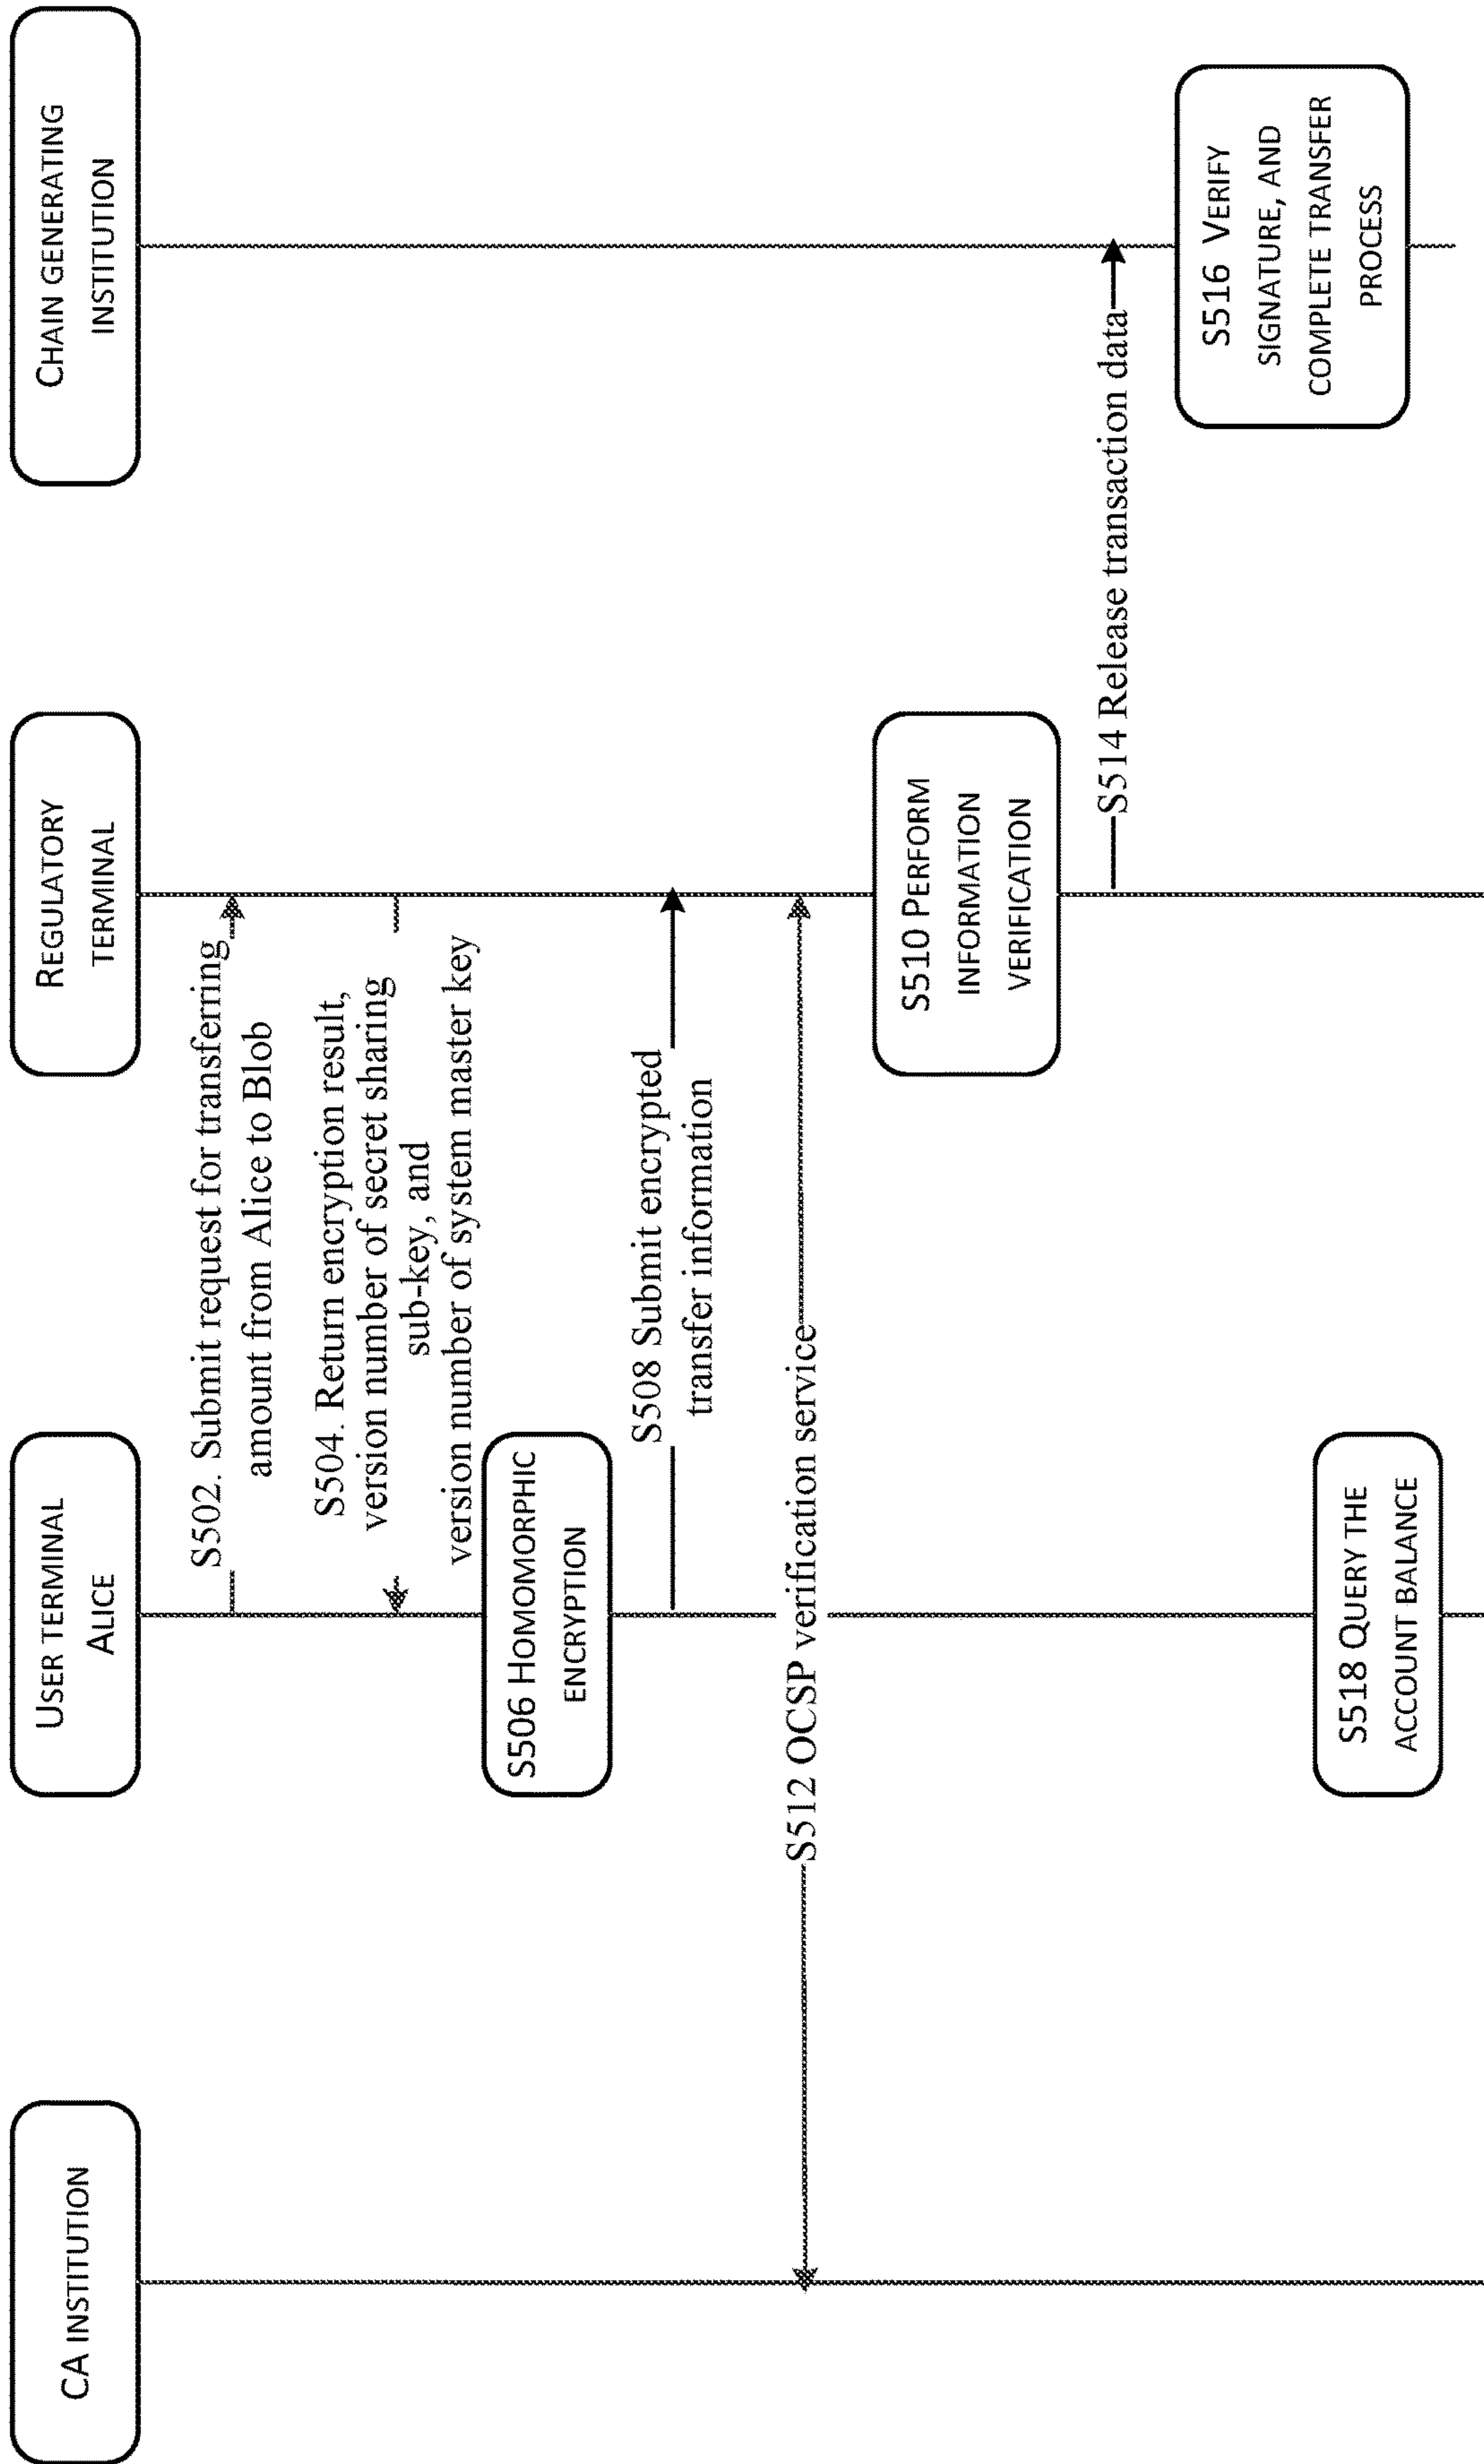 CA INSTITUTION
USER TERMINAL
ALICE
REGULATORY
TERMINAL
CHAIN GENERATING
INSTITUTION
S502. Submit request for transferring
amount from Alice to Blob
S504. Return encryption result,
version number of secret sharing
sub-key, and
version number of system master key
S506 HOMOMORPHIC
ENCRYPTION
S508 Submit encrypted
transfer information
S512 OCSP verification service
S510 PERFORM
INFORMATION
VERIFICATION
S514 Release transaction data
S516 VERIFY
SIGNATURE, AND
COMPLETE TRANSFER
PROCESS
S518 QUERY THE
ACCOUNT BALANCE